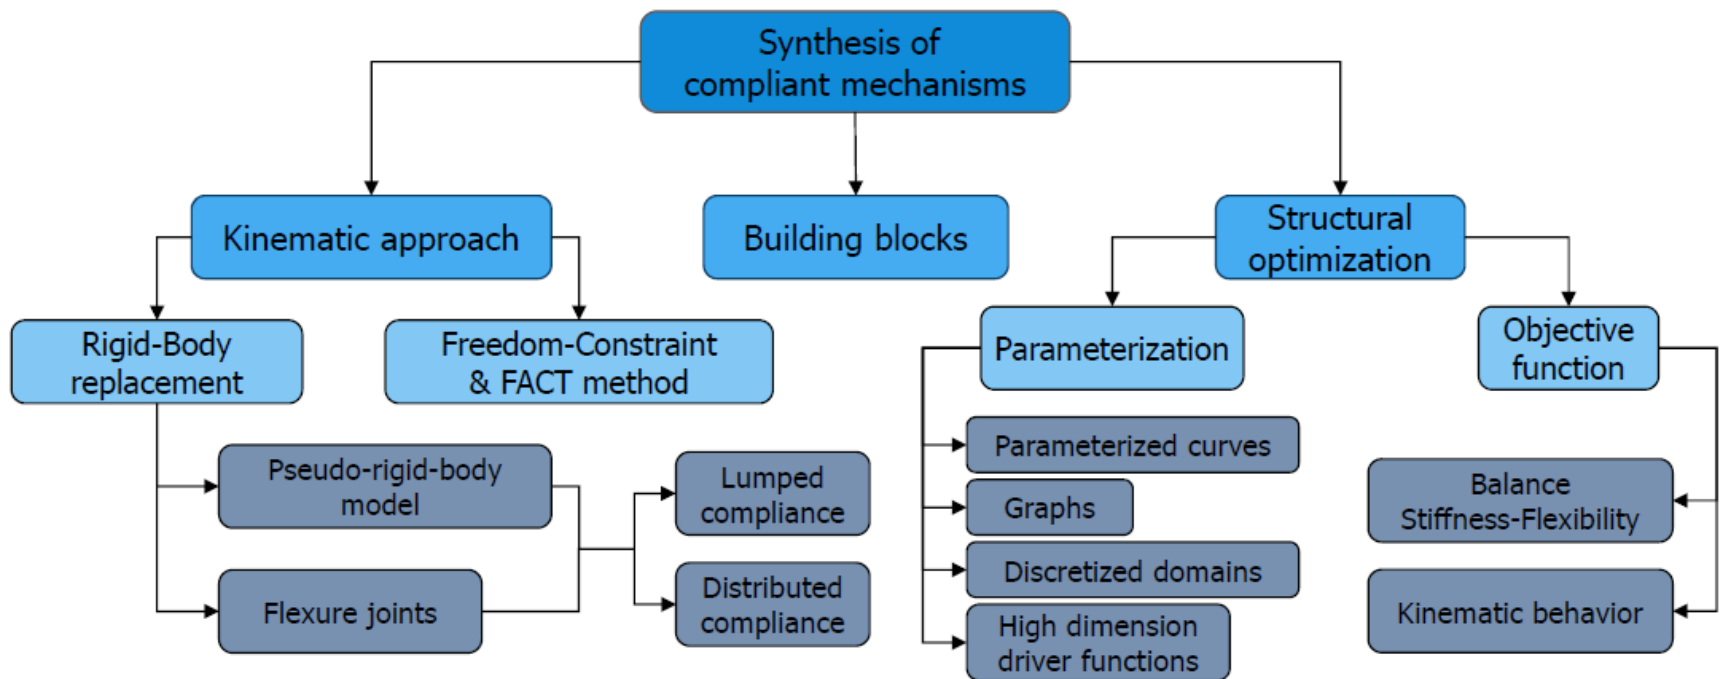 Synthesis of
compliant mechanisms
Kinematic approach
Building blocks
Structural
optimization
Rigid-Body
replacement
Freedom-Constraint
& FACT method
Parameterization
Objective
function
Pseudo-rigid-body
model
Flexure joints
Lumped
compliance
Distributed
compliance
Parameterized curves
Graphs
Discretized domains
High dimension
driver functions
Balance
Stiffness-Flexibility
Kinematic behavior